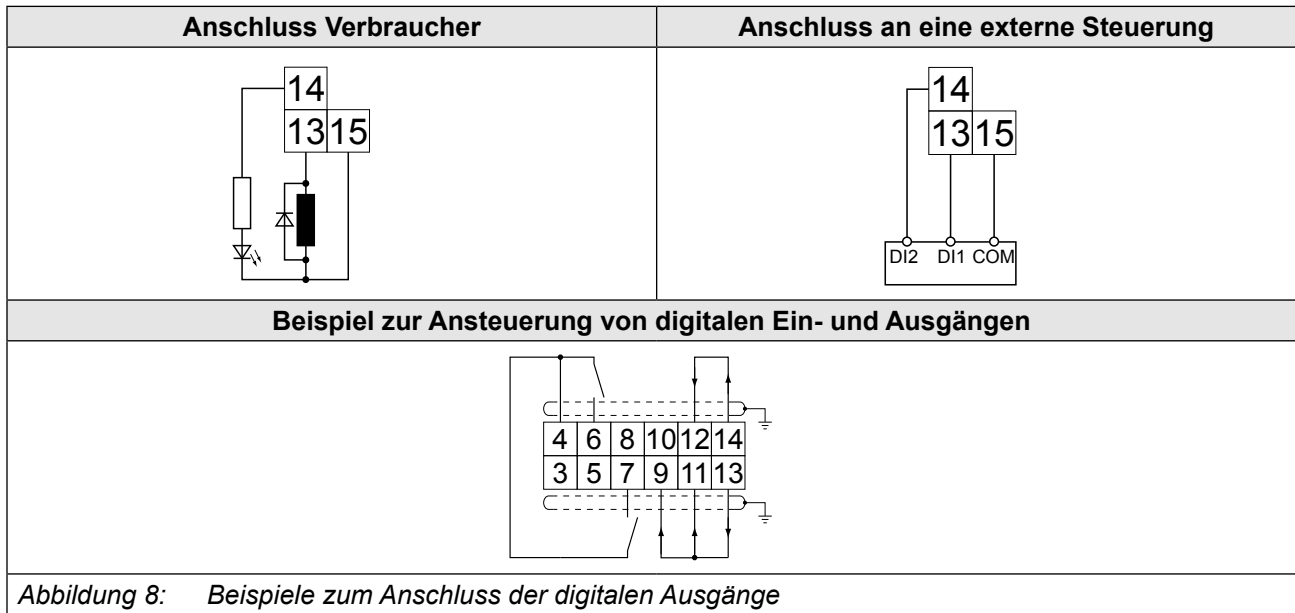 Anschluss Verbraucher
Anschluss an eine externe Steuerung
14
13 15
14
13 15
DI2 DI1 COM
Beispiel zur Ansteuerung von digitalen Ein- und Ausgängen
4 6 8 10 12 14
3 5 7 9 11 13
Abbildung 8: Beispiele zum Anschluss der digitalen Ausgänge